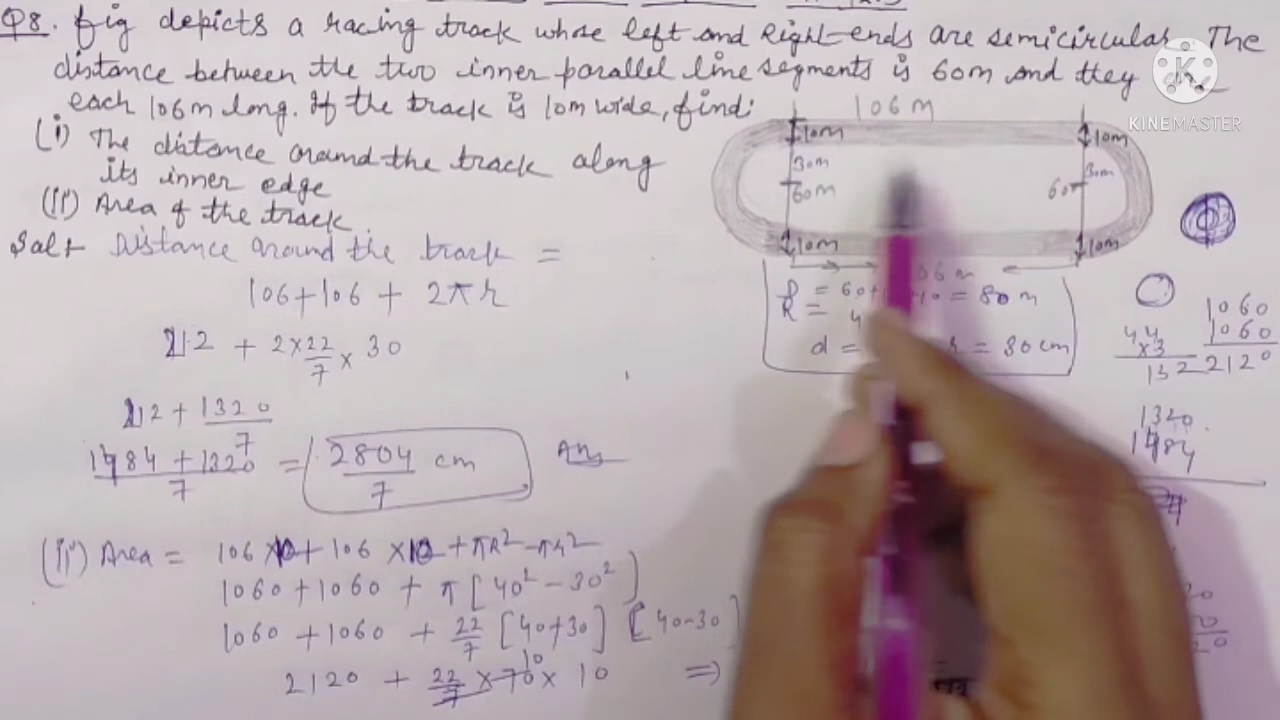 Q8. Fig depicts a racing track whose left and Right ends are semicircular. The
distance between the two inner parallel line segments is 60m and they
each 106m long. If the track is 10m wide, find:
(i) The distance around the track along
its inner edge
(ii) Area of the track
Solt Distance around the track =
106+106 + 2πr
212 + 2×22/7 × 30
212 + 1320/7
1484 + 1320/7 = 2804/7 cm Ans
(ii) Area = 106×10+106×10+πR²-πr²
1060+1060 + π[40²-30²]
1060+1060 + 22/7 [40+30] [40-30]
2120 + 22/7 × 70 × 10 ⇒
10
KINEMASTER
106 m
10m
10m
30m
30m
60m
60
10m
10m
06 m
= 80 m
R =
d =
= 30 cm
44
×3
132
1060
1060
2120
1320
1484